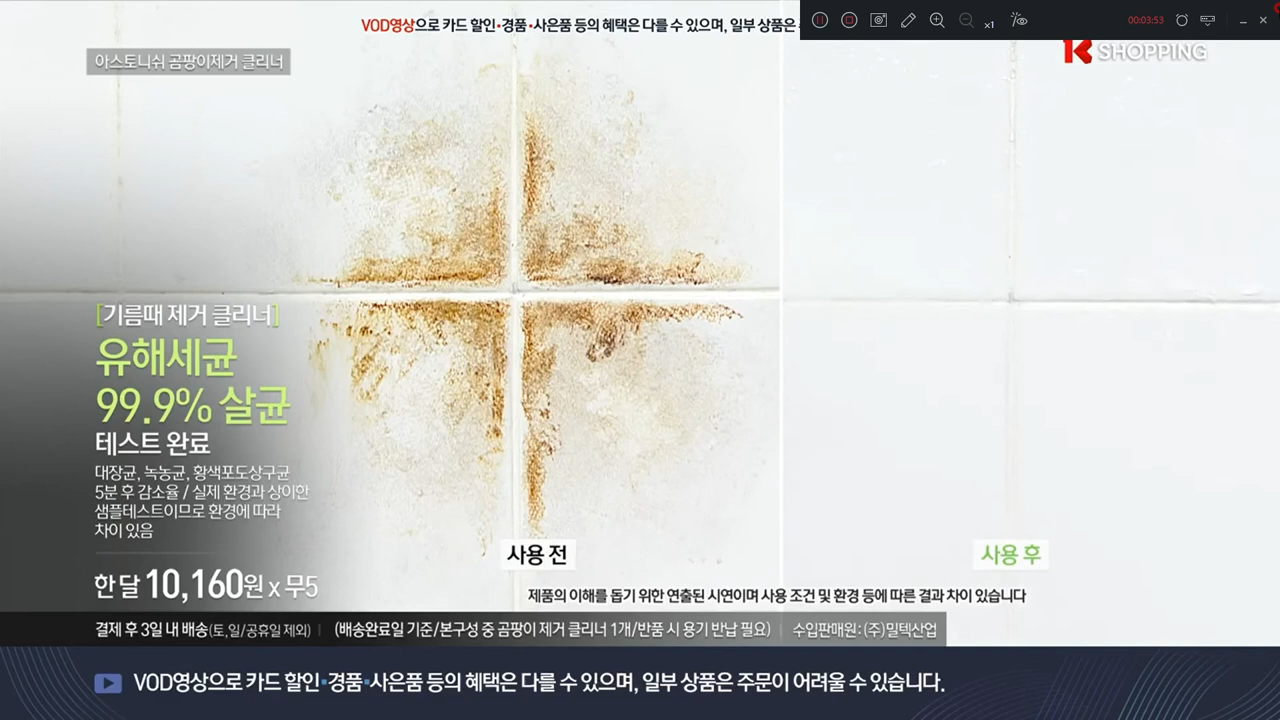 VOD영상으로 카드 할인·경품·사은품 등의 혜택은 다를 수 있으며, 일부 상품은
x1
00:03:53
아스토니쉬 곰팡이제거 클리너
K SHOPPING
[기름때 제거 클리너]
유해세균
99.9% 살균
테스트 완료
대장균, 녹농균, 황색포도상구균
5분 후 감소율 / 실제 환경과 상이한
샘플테스트이므로 환경에 따라
차이 있음
사용 전
사용 후
한 달 10,160원 x 무5
제품의 이해를 돕기 위한 연출된 시연이며 사용 조건 및 환경 등에 따른 결과 차이 있습니다
결제 후 3일 내 배송(토,일/공휴일 제외) | (배송완료일 기준/본구성 중 곰팡이 제거 클리너 1개/반품 시 용기 반납 필요) | 수입판매원: (주)밀텍산업
VOD영상으로 카드 할인·경품·사은품 등의 혜택은 다를 수 있으며, 일부 상품은 주문이 어려울 수 있습니다.